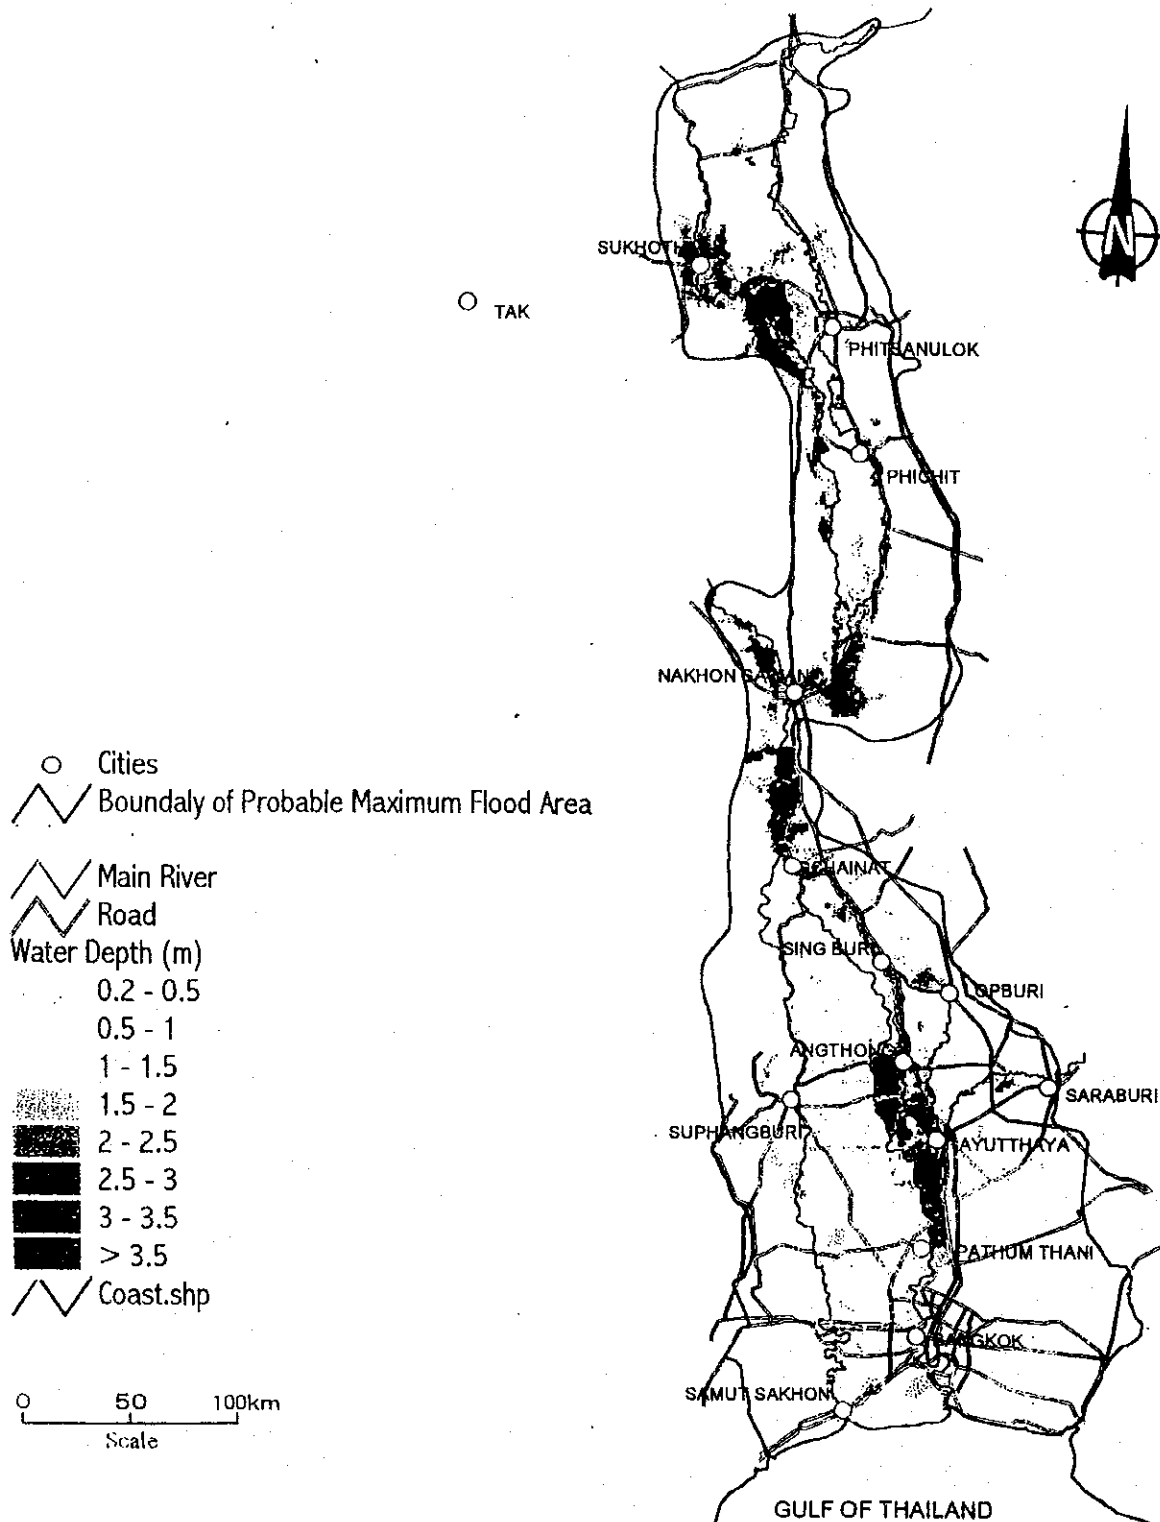 N
SUKHOTH
TAK
PHITSANULOK
PHICHIT
NAKHON SAWAN
Cities
Boundaly of Probable Maximum Flood Area
Main River
CHAINAT
Road
Water Depth (m)
SING BURI
0.2 - 0.5
OPBURI
0.5 - 1
ANGTHONG
1 - 1.5
1.5 - 2
SARABURI
SUPHANGBURI
2 - 2.5
AYUTTHAYA
2.5 - 3
3 - 3.5
> 3.5
PATHUM THANI
Coast.shp
BANGKOK
SAMUT SAKHON
0 50 100km
Scale
GULF OF THAILAND